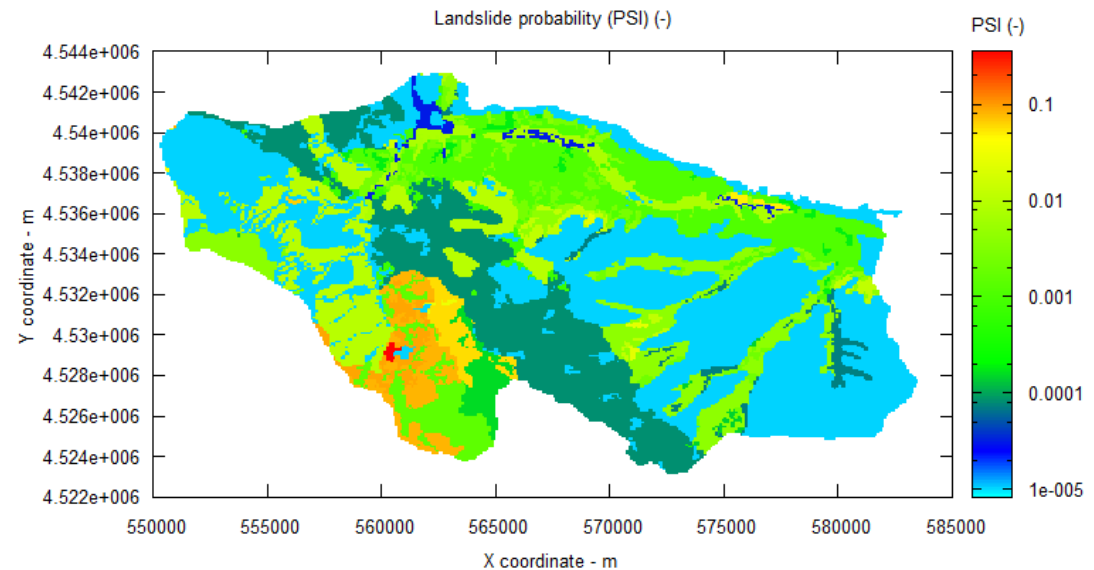 Landslide probability (PSI) (-)
PSI (-)
4.544e+006
4.542e+006
4.54e+006
4.538e+006
4.536e+006
4.534e+006
4.532e+006
4.53e+006
4.528e+006
4.526e+006
4.524e+006
4.522e+006
Y coordinate - m
0.1
0.01
0.001
0.0001
1e-005
550000 555000 560000 565000 570000 575000 580000 585000
X coordinate - m